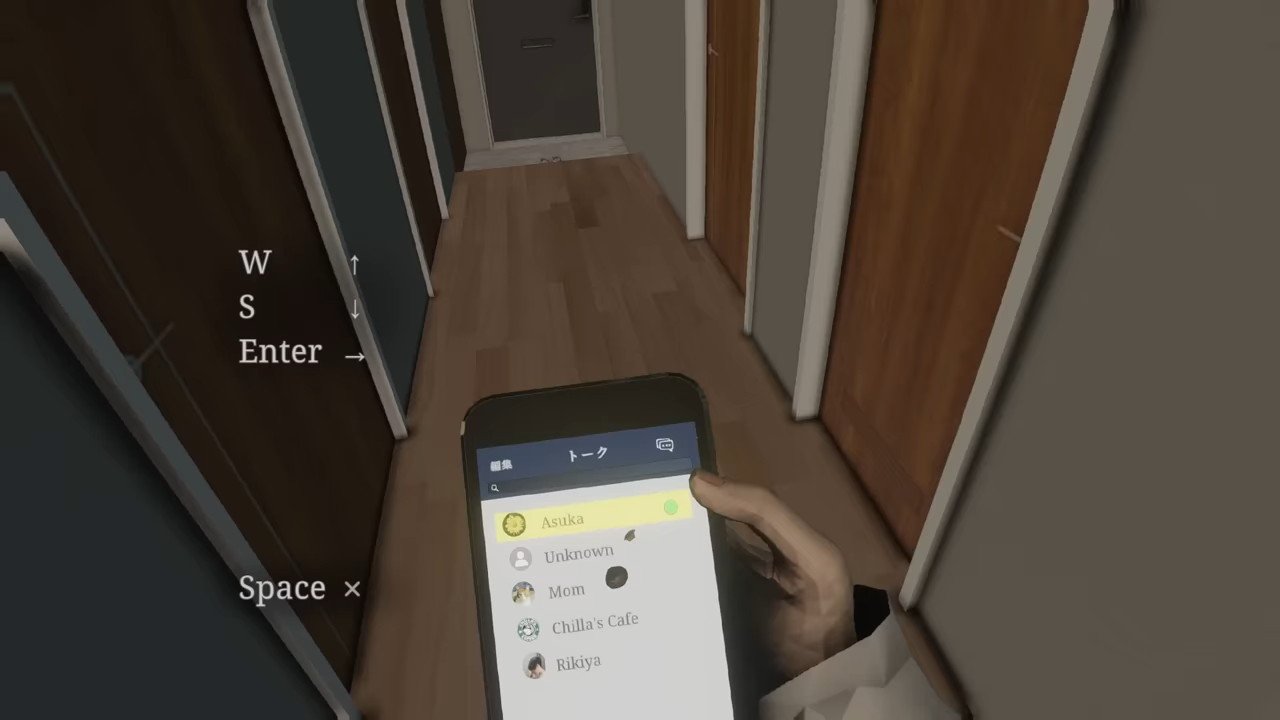 W ↑
S ↓
Enter →
Space ×
編集 トーク
Asuka
Unknown
Mom
Chilla's Cafe
Rikiya